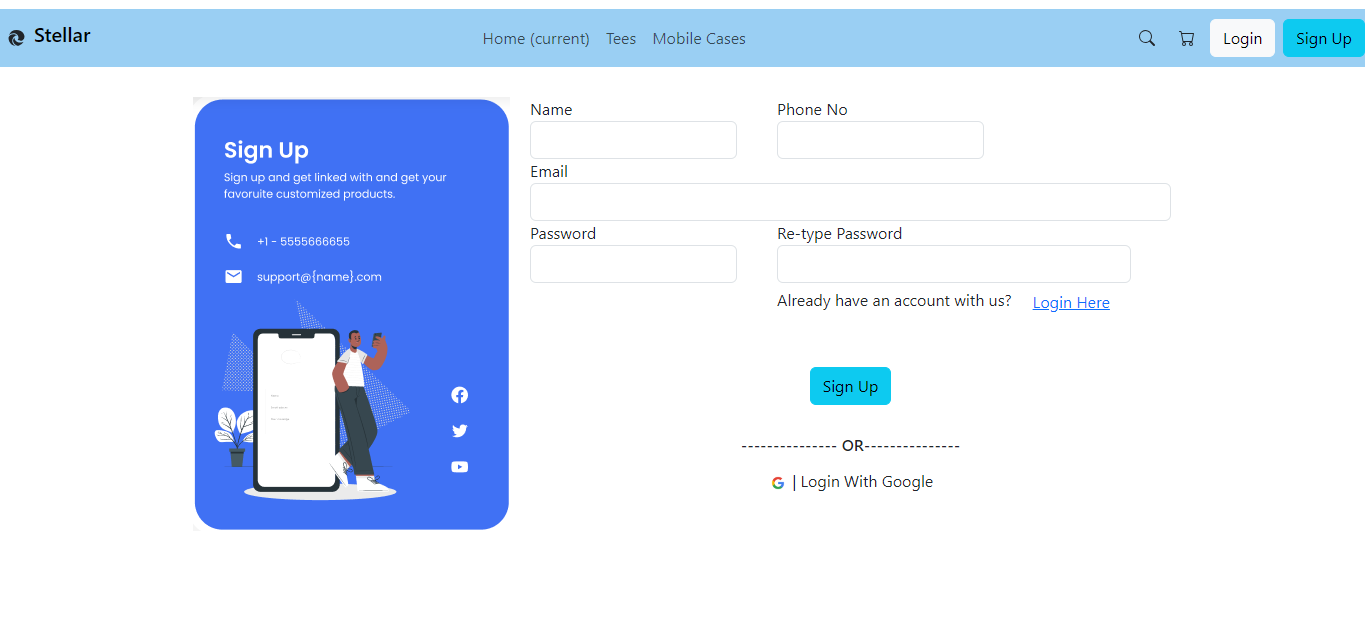 Stellar
Home (current) Tees Mobile Cases
Login Sign Up
Sign Up
Sign up and get linked with and get your
favoruite customized products.
+1 - 5555666655
support@{name}.com
Name Phone No
Email
Password Re-type Password
Already have an account with us? Login Here
Sign Up
--------------- OR---------------
| Login With Google